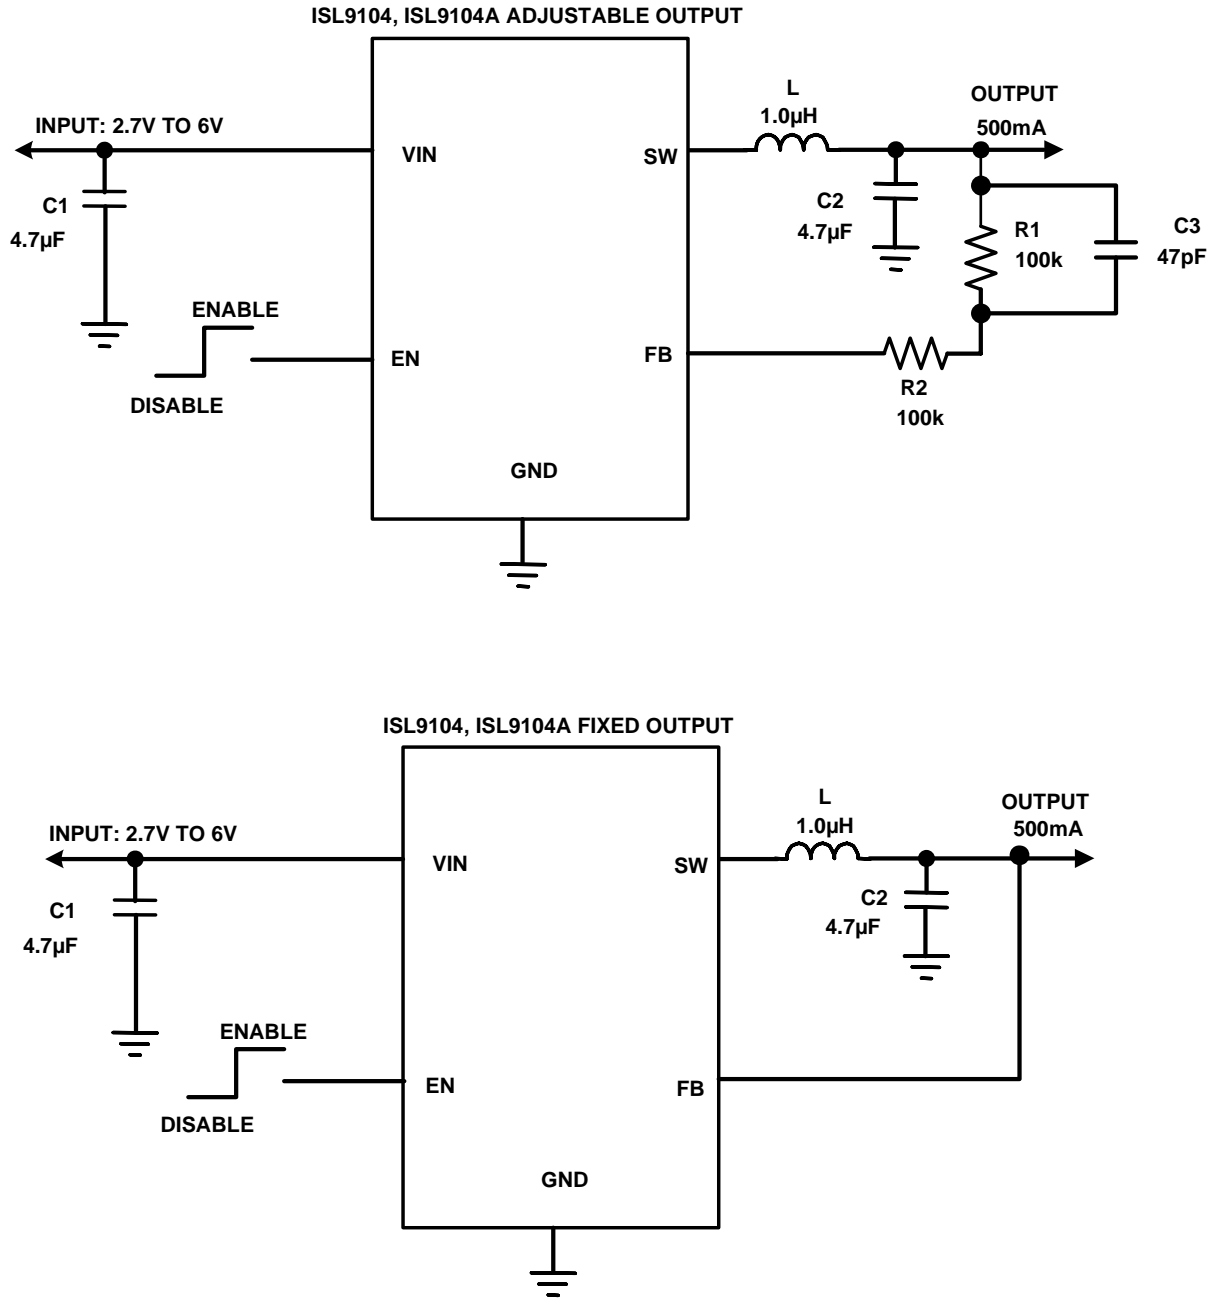 ISL9104, ISL9104A ADJUSTABLE OUTPUT
INPUT: 2.7V TO 6V
C1
4.7µF
ENABLE
DISABLE
VIN
EN
GND
SW
FB
L
1.0µH
C2
4.7µF
OUTPUT
500mA
R1
100k
C3
47pF
R2
100k
ISL9104, ISL9104A FIXED OUTPUT
INPUT: 2.7V TO 6V
C1
4.7µF
ENABLE
DISABLE
VIN
EN
GND
SW
FB
L
1.0µH
C2
4.7µF
OUTPUT
500mA